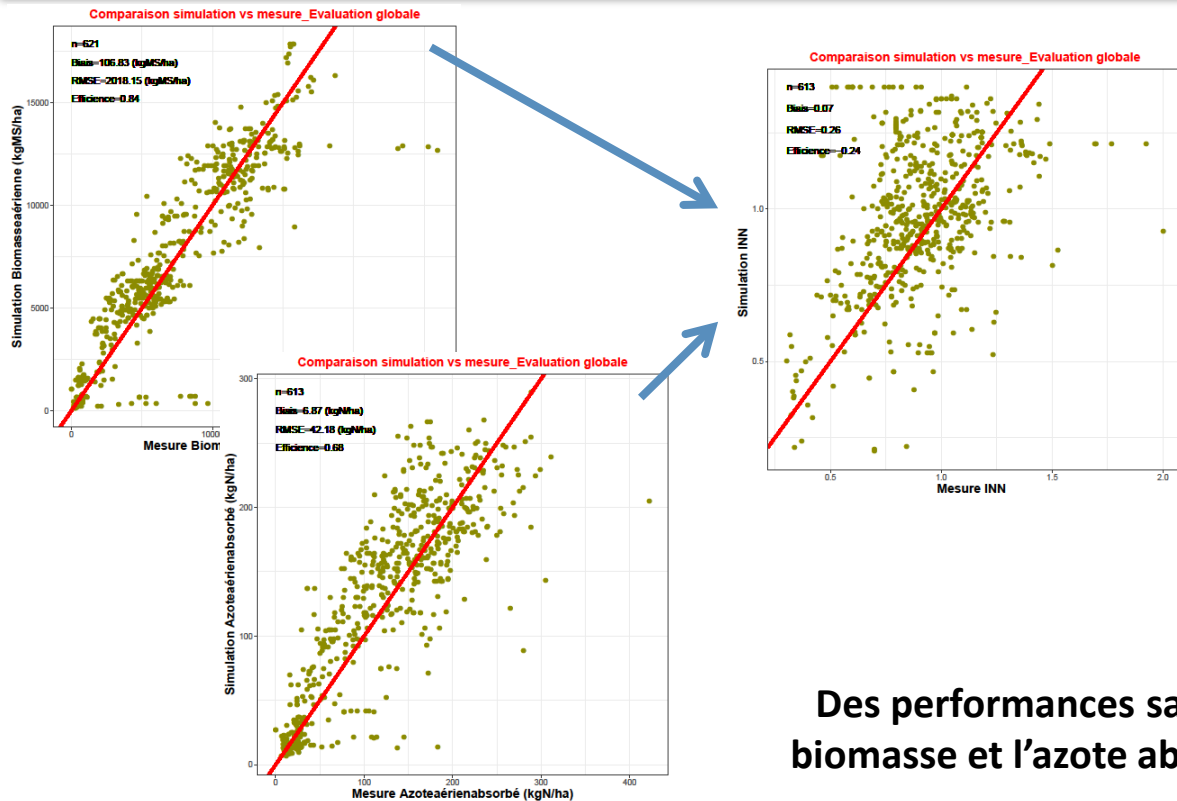 Comparaison simulation vs mesure_Evaluation globale
n=621
Biais=106.83 (kgMS/ha)
RMSE=2018.15 (kgMS/ha)
Efficience=0.84
Simulation Biomasseaérienne (kgMS/ha)
15000
10000
5000
0
0
1000
Mesure Biom
Comparaison simulation vs mesure_Evaluation globale
n=613
Biais=6.87 (kgN/ha)
RMSE=42.18 (kgN/ha)
Efficience=0.68
Simulation Azoteaérienabsorbé (kgN/ha)
300
200
100
0
0
100
200
300
400
Mesure Azoteaérienabsorbé (kgN/ha)
Comparaison simulation vs mesure_Evaluation globale
n=613
Biais=0.07
RMSE=0.26
Efficience=-0.24
Simulation INN
1.0
0.5
0.5
1.0
1.5
2.0
Mesure INN
Des performances sa
biomasse et l’azote ab